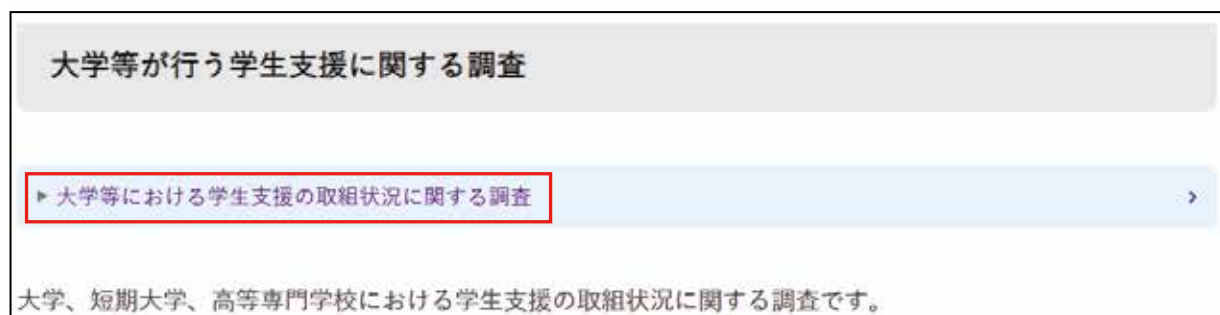 大学等が行う学生支援に関する調査
▶ 大学等における学生支援の取組状況に関する調査
大学、短期大学、高等専門学校における学生支援の取組状況に関する調査です。